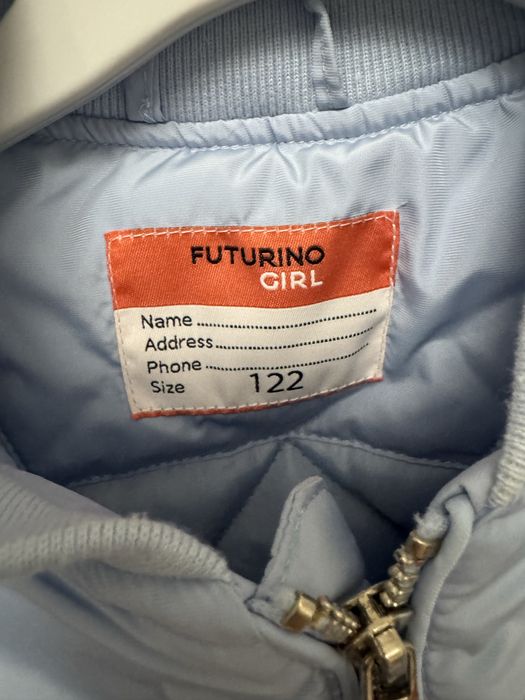 FUTURINO
GIRL
Name
Address
Phone
Size 122